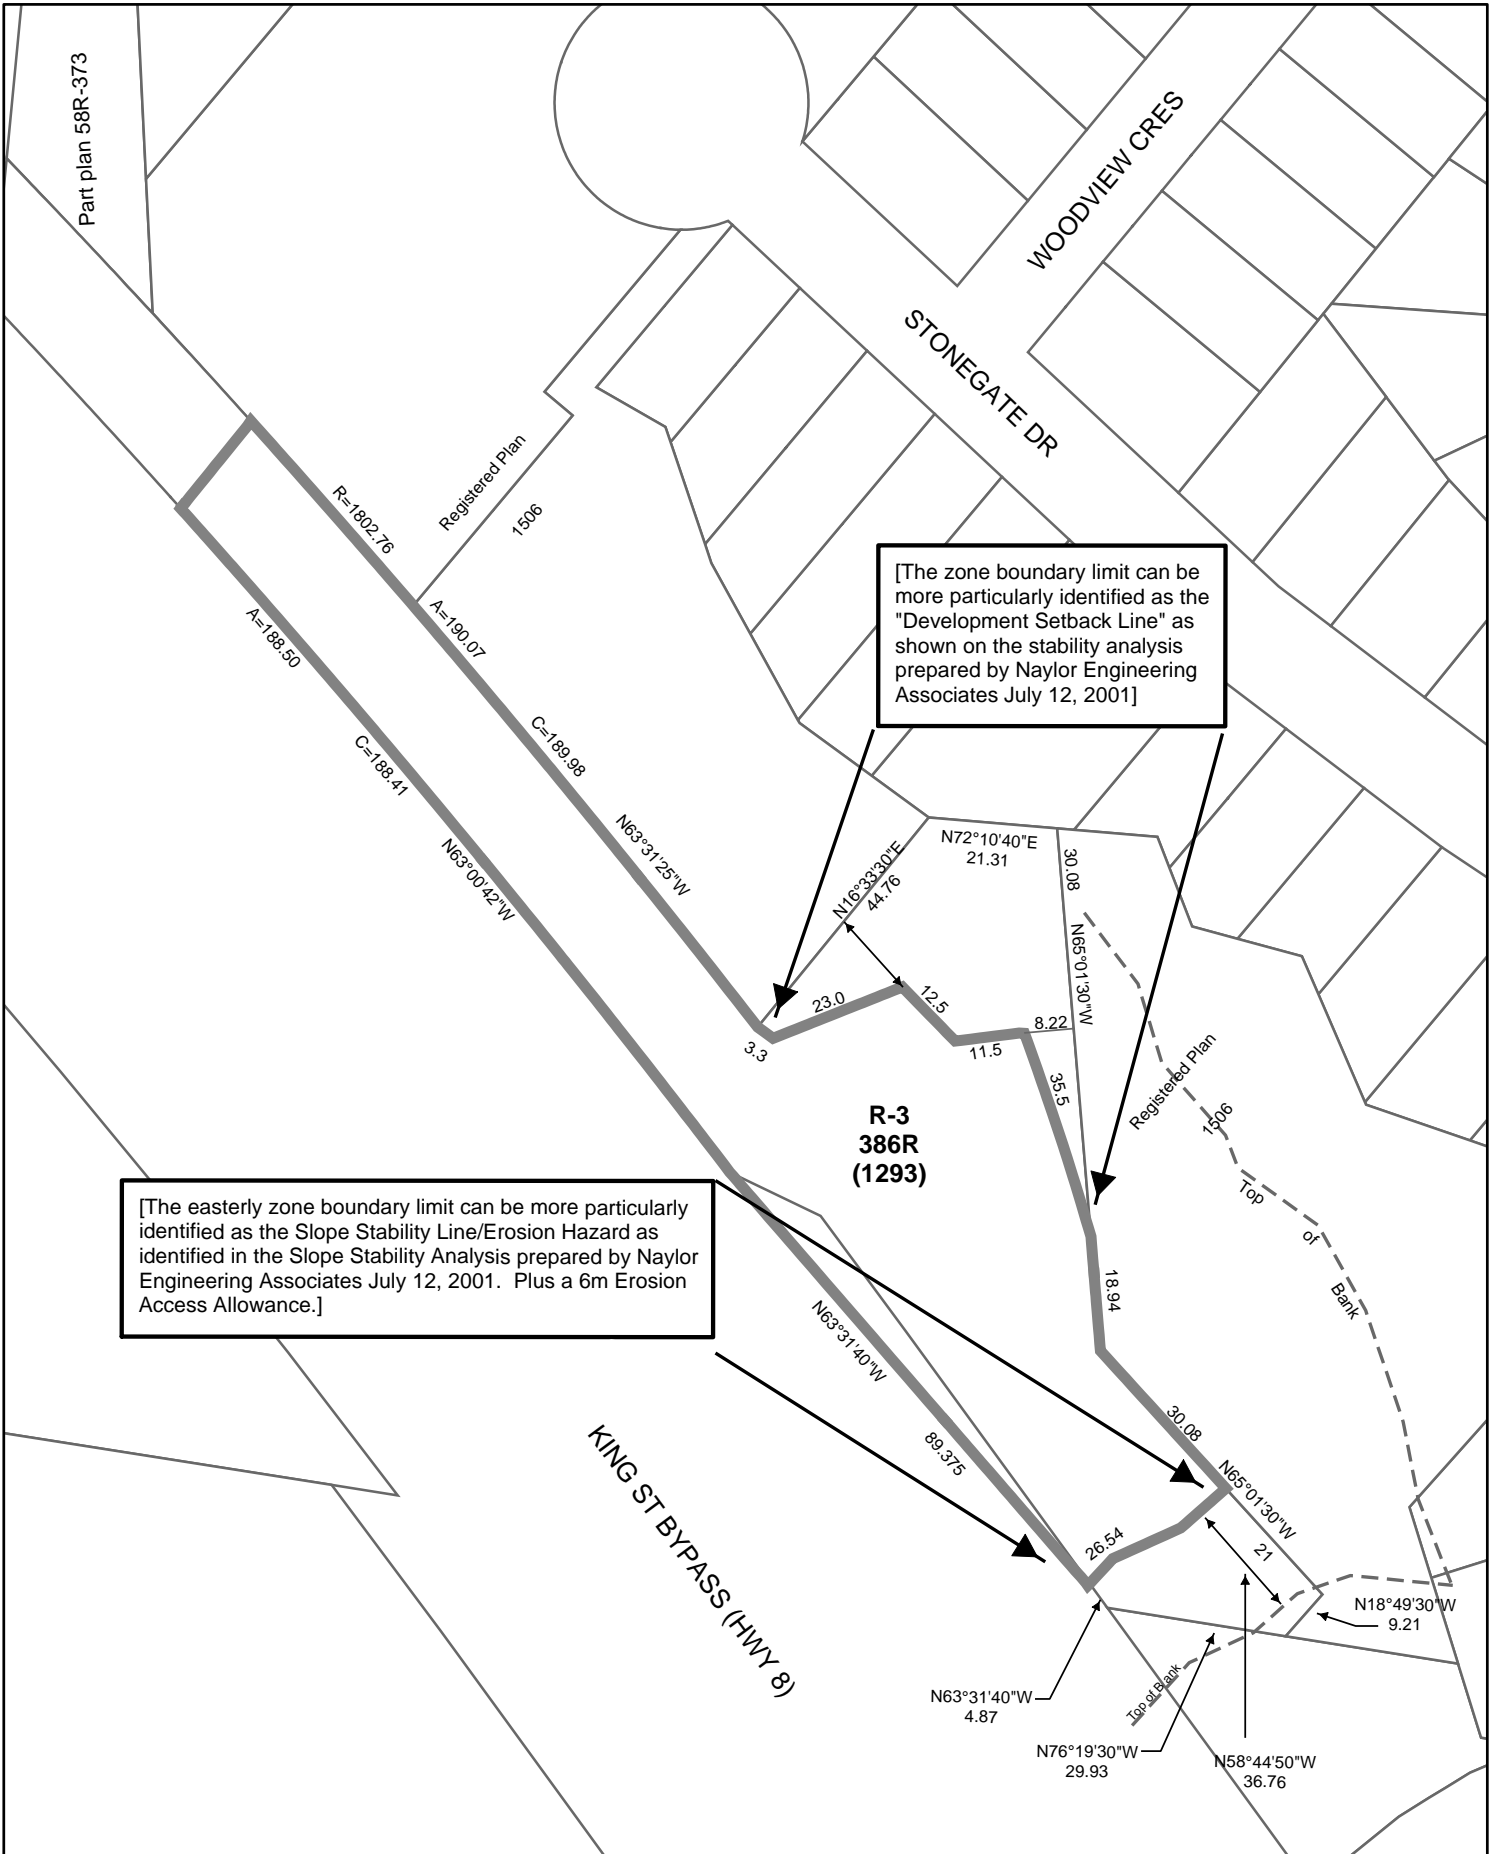 Part plan 58R-373
WOODVIEW CRES
STONEGATE DR
Registered Plan
1506
R=1802.76
A=190.07
C=189.98
N63°31'25"W
A=188.50
C=188.41
N63°00'42"W
[The zone boundary limit can be
more particularly identified as the
"Development Setback Line" as
shown on the stability analysis
prepared by Naylor Engineering
Associates July 12, 2001]
N16°33'30"E
44.76
N72°10'40"E
21.31
30.08
N65°01'30"W
3.3
23.0
12.5
11.5
8.22
35.5
Registered Plan
1506
Top
of
Bank
R-3
386R
(1293)
[The easterly zone boundary limit can be more particularly
identified as the Slope Stability Line/Erosion Hazard as
identified in the Slope Stability Analysis prepared by Naylor
Engineering Associates July 12, 2001. Plus a 6m Erosion
Access Allowance.]
18.94
N63°31'40"W
89.375
30.08
N65°01'30"W
KING ST BYPASS (HWY 8)
26.54
21
N18°49'30"W
9.21
Top of Blank
N63°31'40"W
4.87
N76°19'30"W
29.93
N58°44'50"W
36.76